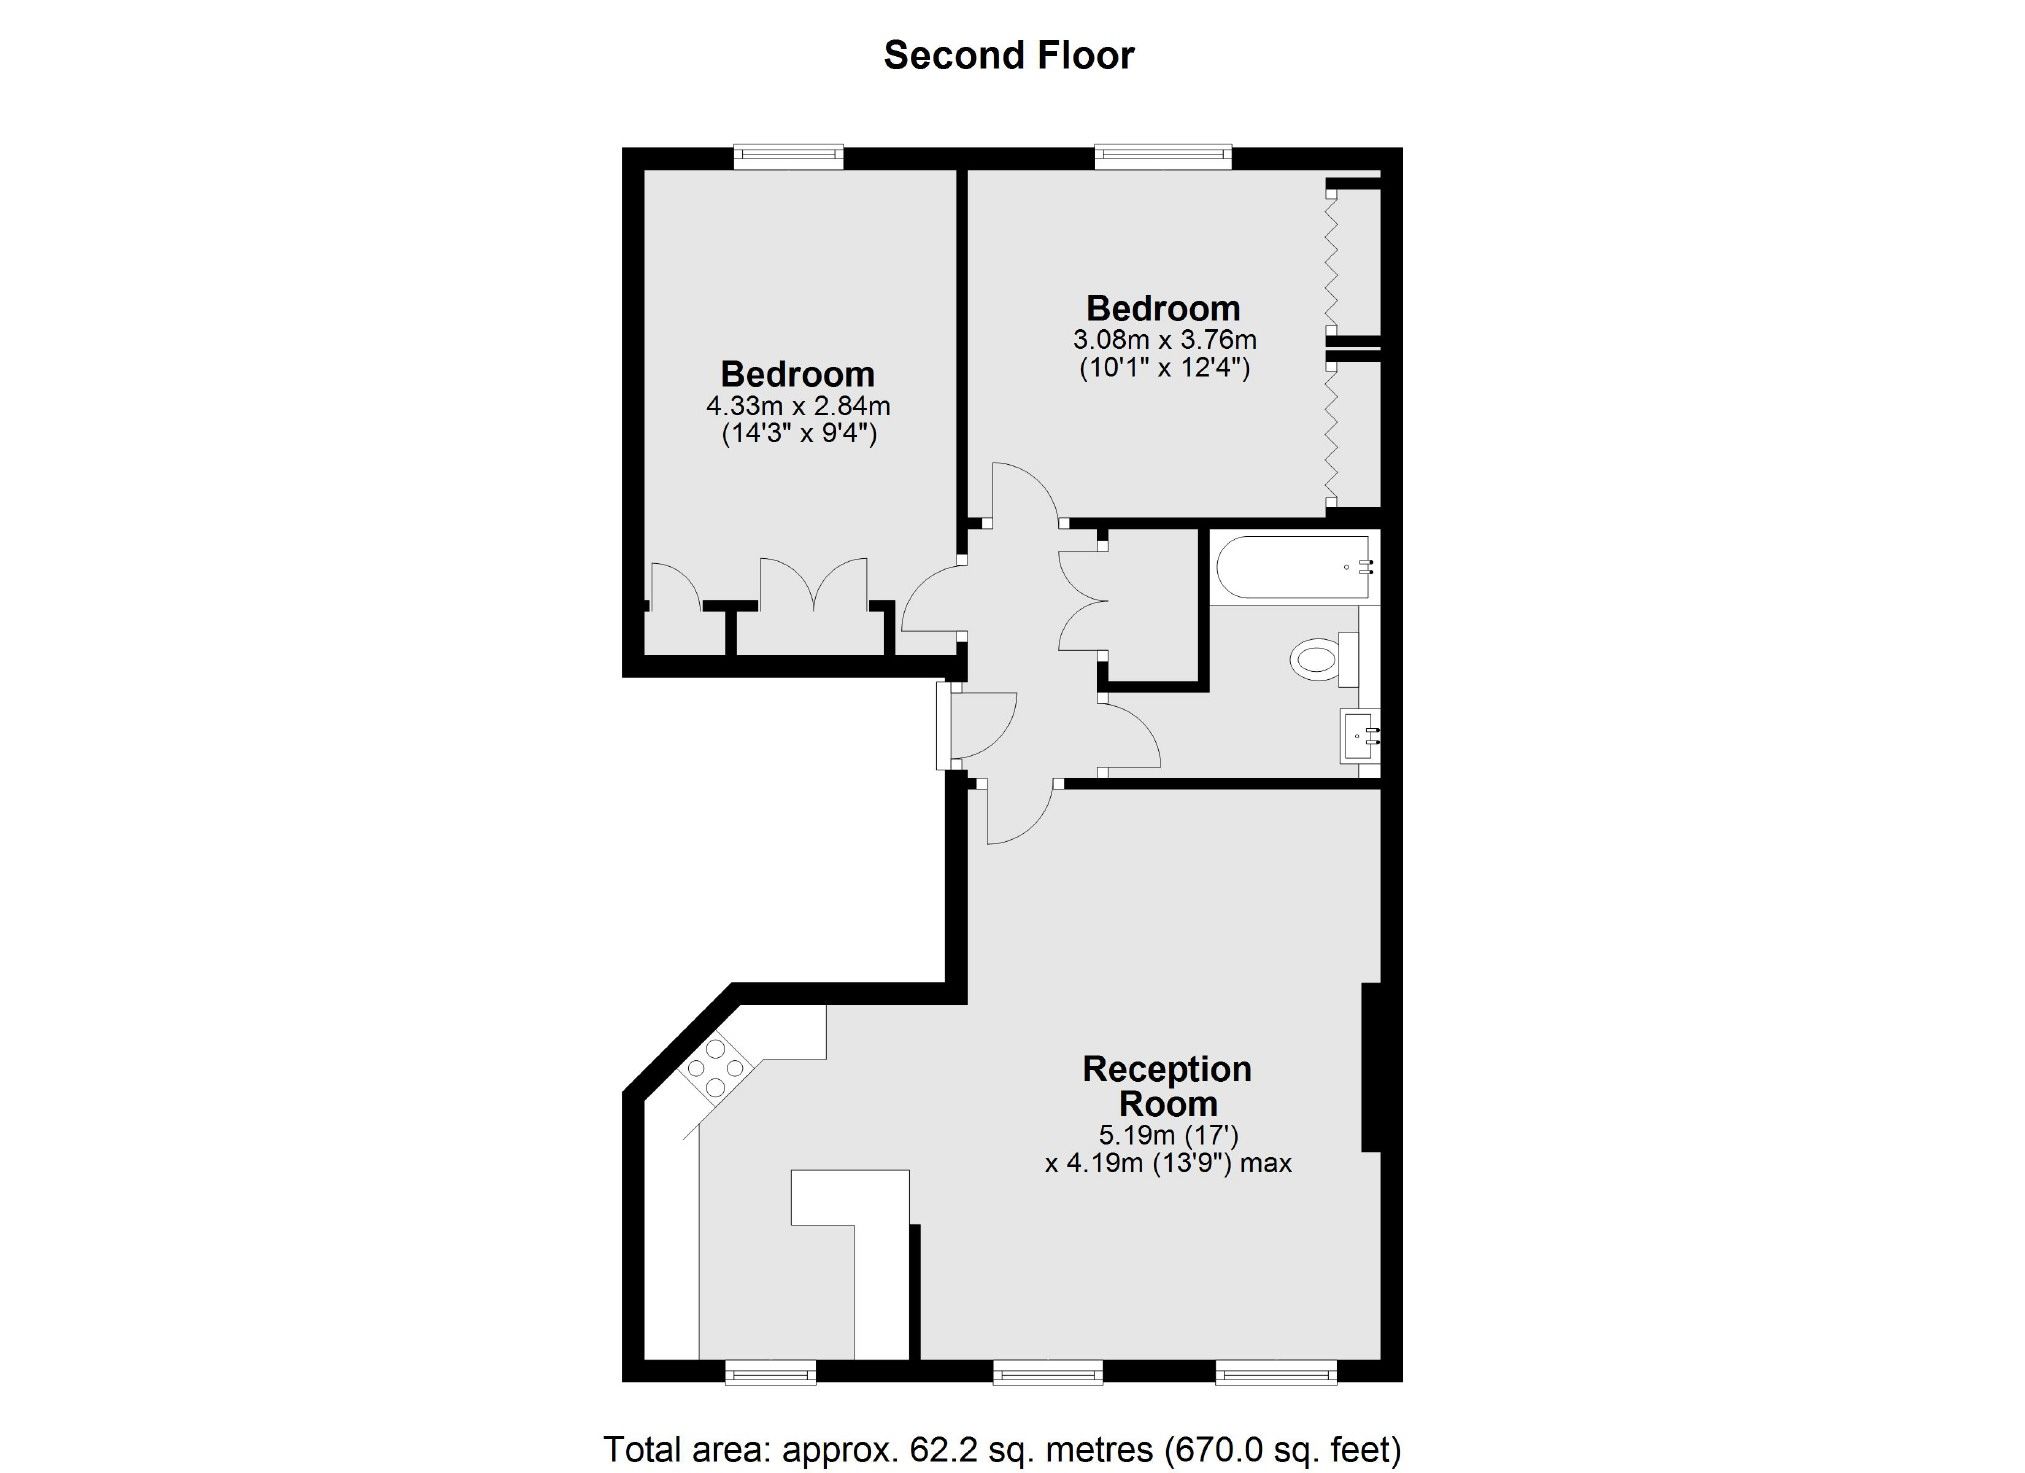 Second Floor
Bedroom
3.08m x 3.76m
(10'1" x 12'4")
Bedroom
4.33m x 2.84m
(14'3" x 9'4")
Reception
Room
5.19m (17')
x 4.19m (13'9") max
Total area: approx. 62.2 sq. metres (670.0 sq. feet)